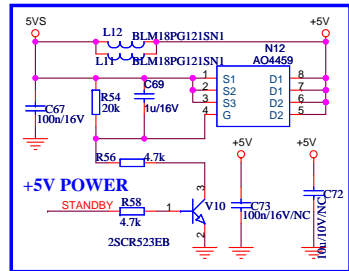 5VS
+5V
L12
BLM18PG121SN1
L11
BLM18PG121SN1
N12
AO4459
1
S1
D1
8
2
S2
D1
7
3
S3
D2
6
4
G
D2
5
C67
100n/16V
R54
20k
C69
1u/16V
R56
4.7k
+5V
+5V
+5V POWER
STANDBY
R58
4.7k
1
V10
3
2
2SCR523EB
C73
100n/16V/NC
C72
10u/10V/NC